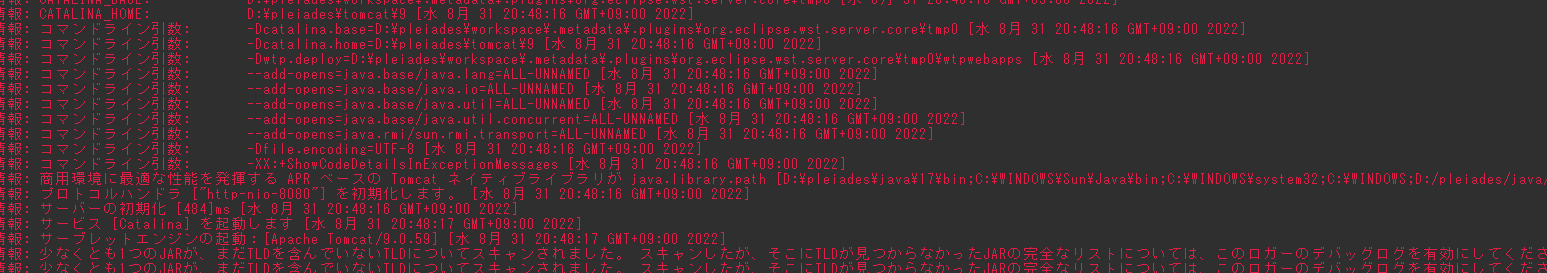 CATALINA_BASE: D:¥pleiades¥workspace¥.metadata¥.plugins¥org.eclipse.wst.server.core¥tmp0 [水 8月 31 20:48:16 GMT+09:00 2022]
情報: CATALINA_HOME: D:¥pleiades¥tomcat¥9 [水 8月 31 20:48:16 GMT+09:00 2022]
情報: コマンドライン引数: -Dcatalina.base=D:¥pleiades¥workspace¥.metadata¥.plugins¥org.eclipse.wst.server.core¥tmp0 [水 8月 31 20:48:16 GMT+09:00 2022]
情報: コマンドライン引数: -Dcatalina.home=D:¥pleiades¥tomcat¥9 [水 8月 31 20:48:16 GMT+09:00 2022]
情報: コマンドライン引数: -Dwtp.deploy=D:¥pleiades¥workspace¥.metadata¥.plugins¥org.eclipse.wst.server.core¥tmp0¥wtpwebapps [水 8月 31 20:48:16 GMT+09:00 2022]
情報: コマンドライン引数: --add-opens=java.base/java.lang=ALL-UNNAMED [水 8月 31 20:48:16 GMT+09:00 2022]
情報: コマンドライン引数: --add-opens=java.base/java.io=ALL-UNNAMED [水 8月 31 20:48:16 GMT+09:00 2022]
情報: コマンドライン引数: --add-opens=java.base/java.util=ALL-UNNAMED [水 8月 31 20:48:16 GMT+09:00 2022]
情報: コマンドライン引数: --add-opens=java.base/java.util.concurrent=ALL-UNNAMED [水 8月 31 20:48:16 GMT+09:00 2022]
情報: コマンドライン引数: --add-opens=java.rmi/sun.rmi.transport=ALL-UNNAMED [水 8月 31 20:48:16 GMT+09:00 2022]
情報: コマンドライン引数: -Dfile.encoding=UTF-8 [水 8月 31 20:48:16 GMT+09:00 2022]
情報: コマンドライン引数: -XX:+ShowCodeDetailsInExceptionMessages [水 8月 31 20:48:16 GMT+09:00 2022]
情報: 商用環境に最適な性能を発揮する APR ベースの Tomcat ネイティブライブラリが java.library.path [D:¥pleiades¥java¥17¥bin;C:¥WINDOWS¥Sun¥Java¥bin;C:¥WINDOWS¥system32;C:¥WINDOWS;D:/pleiades/java/
情報: プロトコルハンドラ ["http-nio-8080"] を初期化します。 [水 8月 31 20:48:16 GMT+09:00 2022]
情報: サーバーの初期化 [484]ms [水 8月 31 20:48:16 GMT+09:00 2022]
情報: サービス [Catalina] を起動します [水 8月 31 20:48:17 GMT+09:00 2022]
情報: サーブレットエンジンの起動：[Apache Tomcat/9.0.59] [水 8月 31 20:48:17 GMT+09:00 2022]
情報: 少なくとも1つのJARが、まだTLDを含んでいないTLDについてスキャンされました。 スキャンしたが、そこにTLDが見つからなかったJARの完全なリストについては、このロガーのデバッグログを有効にしてくださ
情報: 少なくとも1つのJARが、まだTLDを含んでいないTLDについてスキャンされました。 スキャンしたが、そこにTLDが見つからなかったJARの完全なリストについては、このロガーのデバッグログを有効にしてくださ